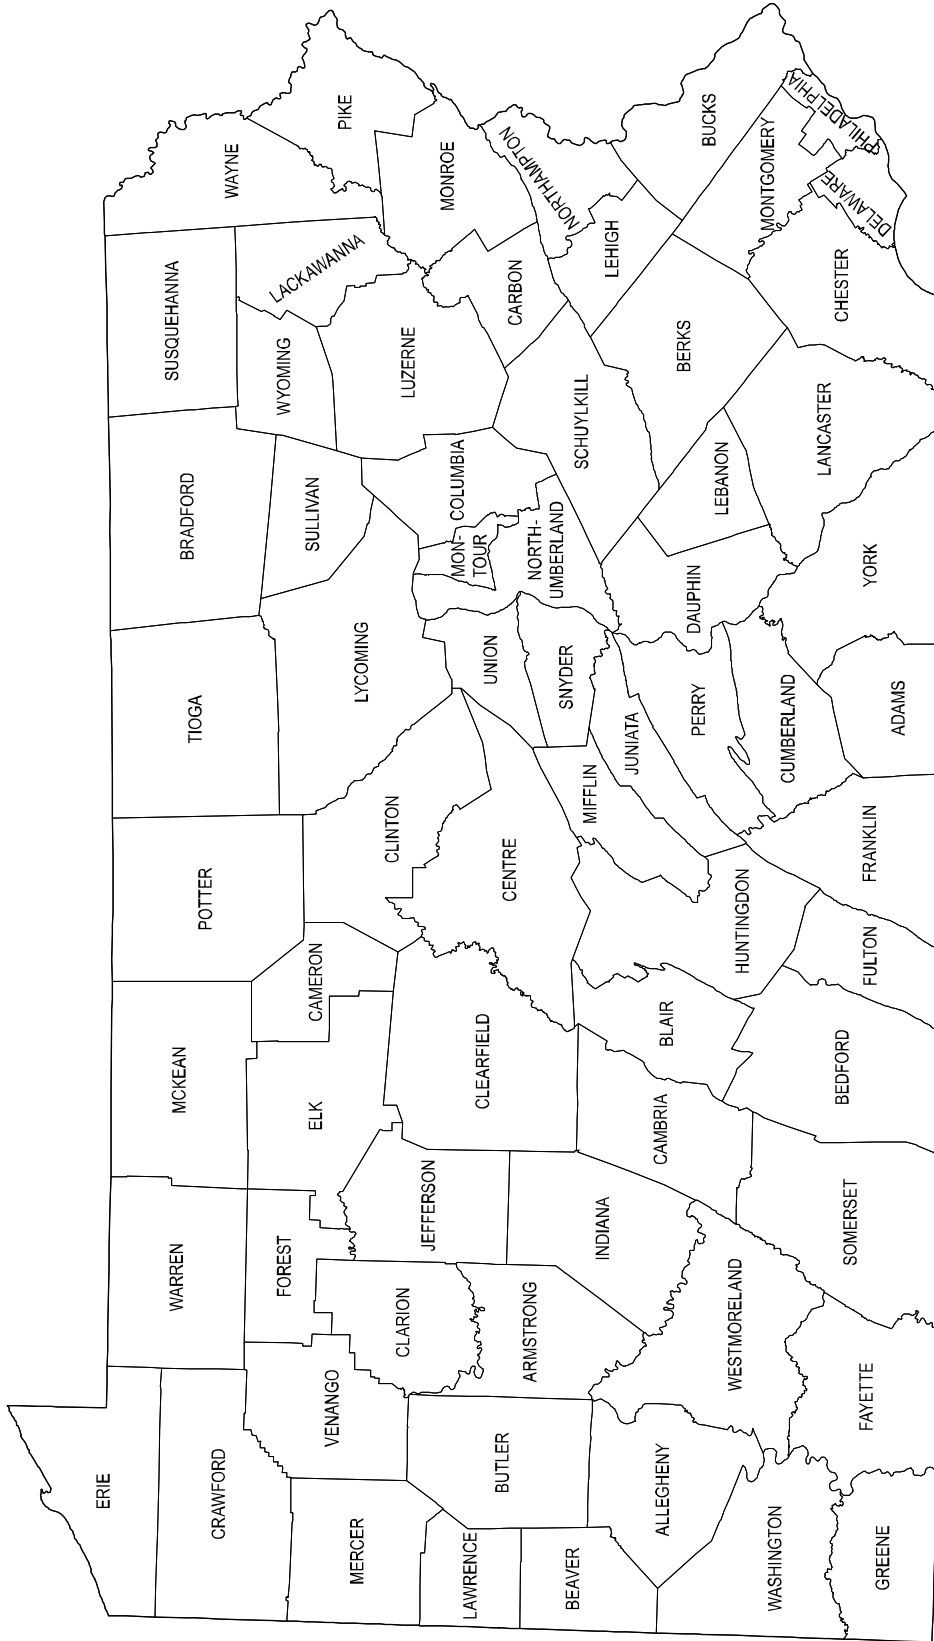 ERIE
CRAWFORD
WARREN
MCKEAN
POTTER
TIOGA
BRADFORD
SUSQUEHANNA
WAYNE
PIKE
MERCER
VENANGO
FOREST
ELK
CAMERON
CLINTON
LYCOMING
SULLIVAN
WYOMING
LACKAWANNA
LUZERNE
MONROE
LAWRENCE
BUTLER
CLARION
JEFFERSON
CLEARFIELD
CENTRE
UNION
MON-
TOUR
COLUMBIA
NORTH-
UMBERLAND
SNYDER
SCHUYLKILL
CARBON
NORTHAMPTON
LEHIGH
BEAVER
ARMSTRONG
INDIANA
CAMBRIA
BLAIR
HUNTINGDON
MIFFLIN
JUNIATA
PERRY
DAUPHIN
LEBANON
BERKS
BUCKS
MONTGOMERY
PHILADELPHIA
ALLEGHENY
WESTMORELAND
WASHINGTON
GREENE
FAYETTE
SOMERSET
BEDFORD
FULTON
FRANKLIN
CUMBERLAND
ADAMS
YORK
LANCASTER
CHESTER
DELAWARE